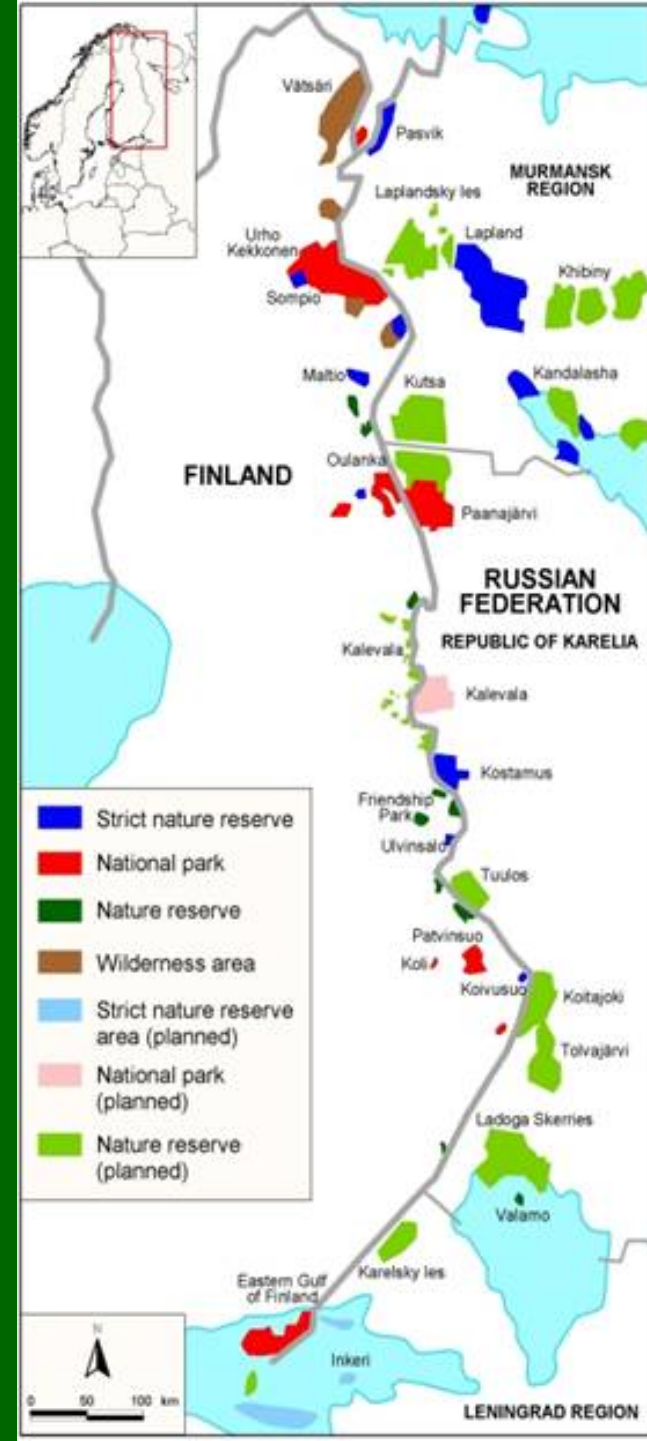 Vätsäri
Pasvik
MURMANSK
REGION
Laplandsky les
Urho
Kekkonen
Lapland
Khibiny
Sompio
Maltio
Kutsa
Kandalasha
Oulanka
FINLAND
Paanajärvi
RUSSIAN
FEDERATION
REPUBLIC OF KARELIA
Kalevala
Kalevala
Kostamus
Friendship
Park
Ulvinsalo
Tuulos
Patvinsuo
Koli
Koivusuo
Koitajoki
Tolvajärvi
Ladoga Skerries
Valamo
Karelsky les
Eastern Gulf
of Finland
Inkeri
LENINGRAD REGION
Strict nature reserve
National park
Nature reserve
Wilderness area
Strict nature reserve
area (planned)
National park
(planned)
Nature reserve
(planned)
N
0 50 100 km